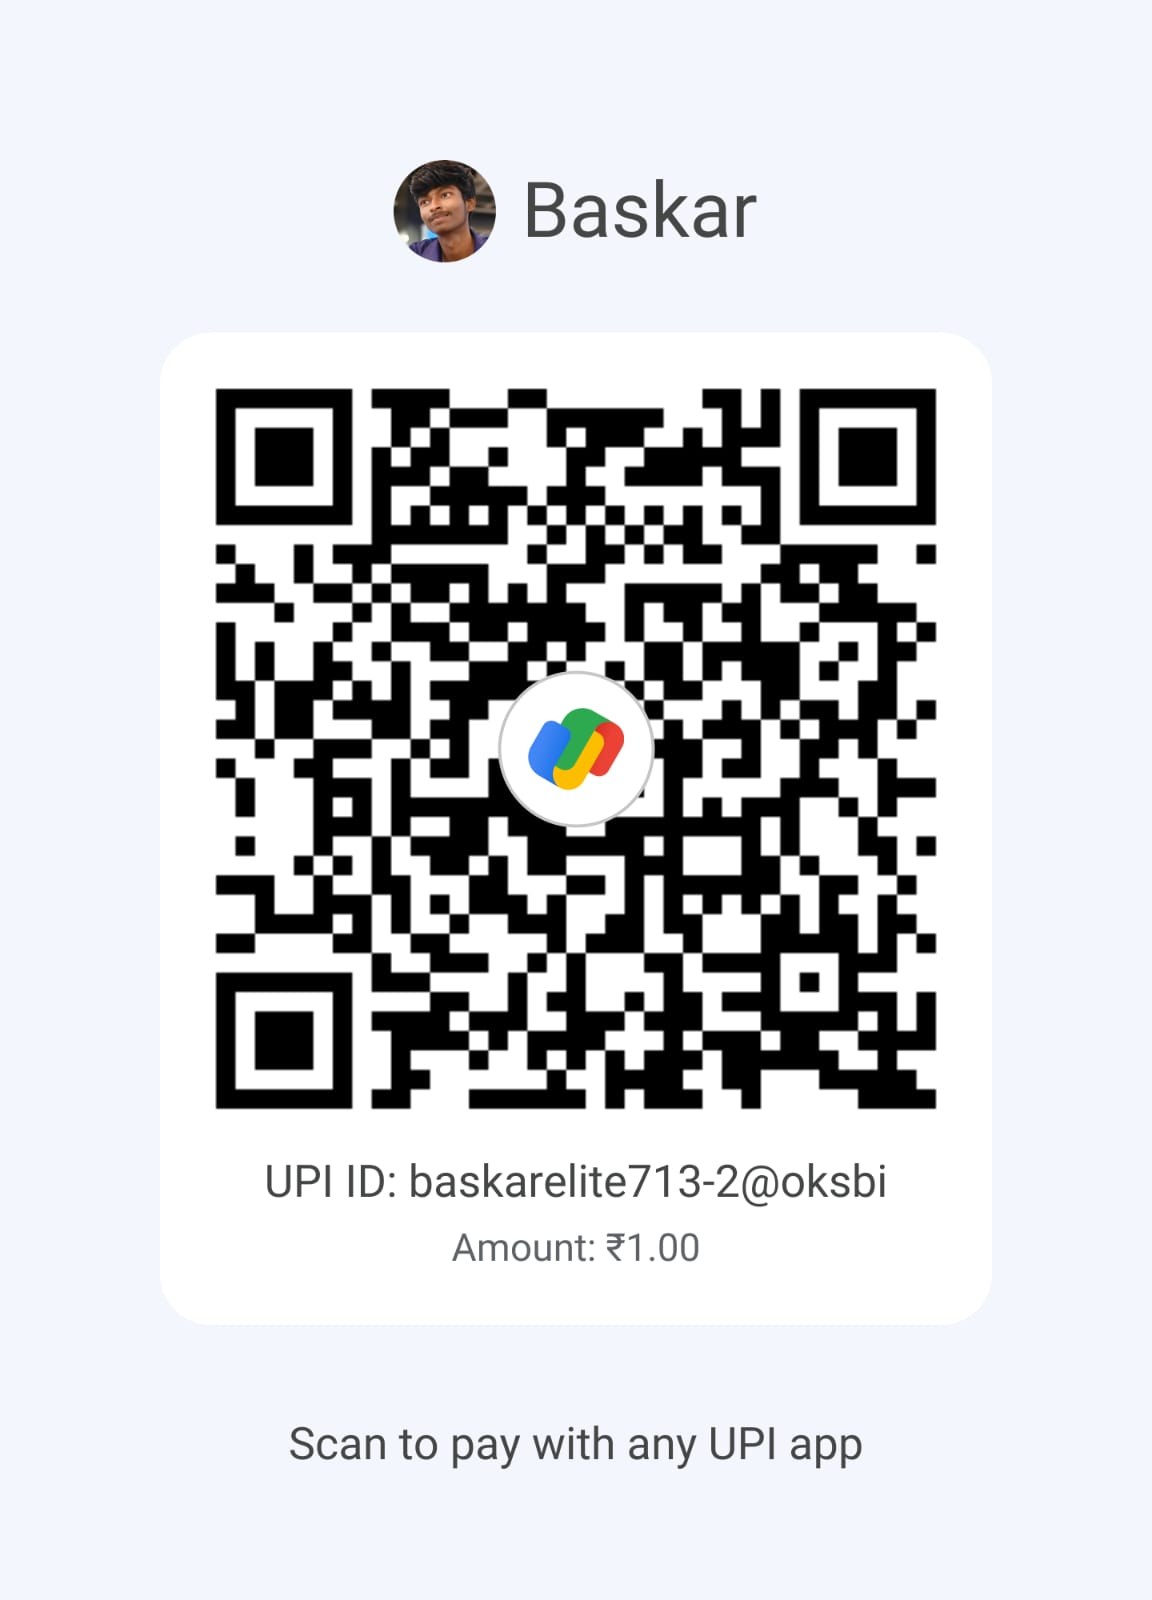 Baskar
UPI ID: baskarelite713-2@oksbi
Amount: ₹1.00
Scan to pay with any UPI app